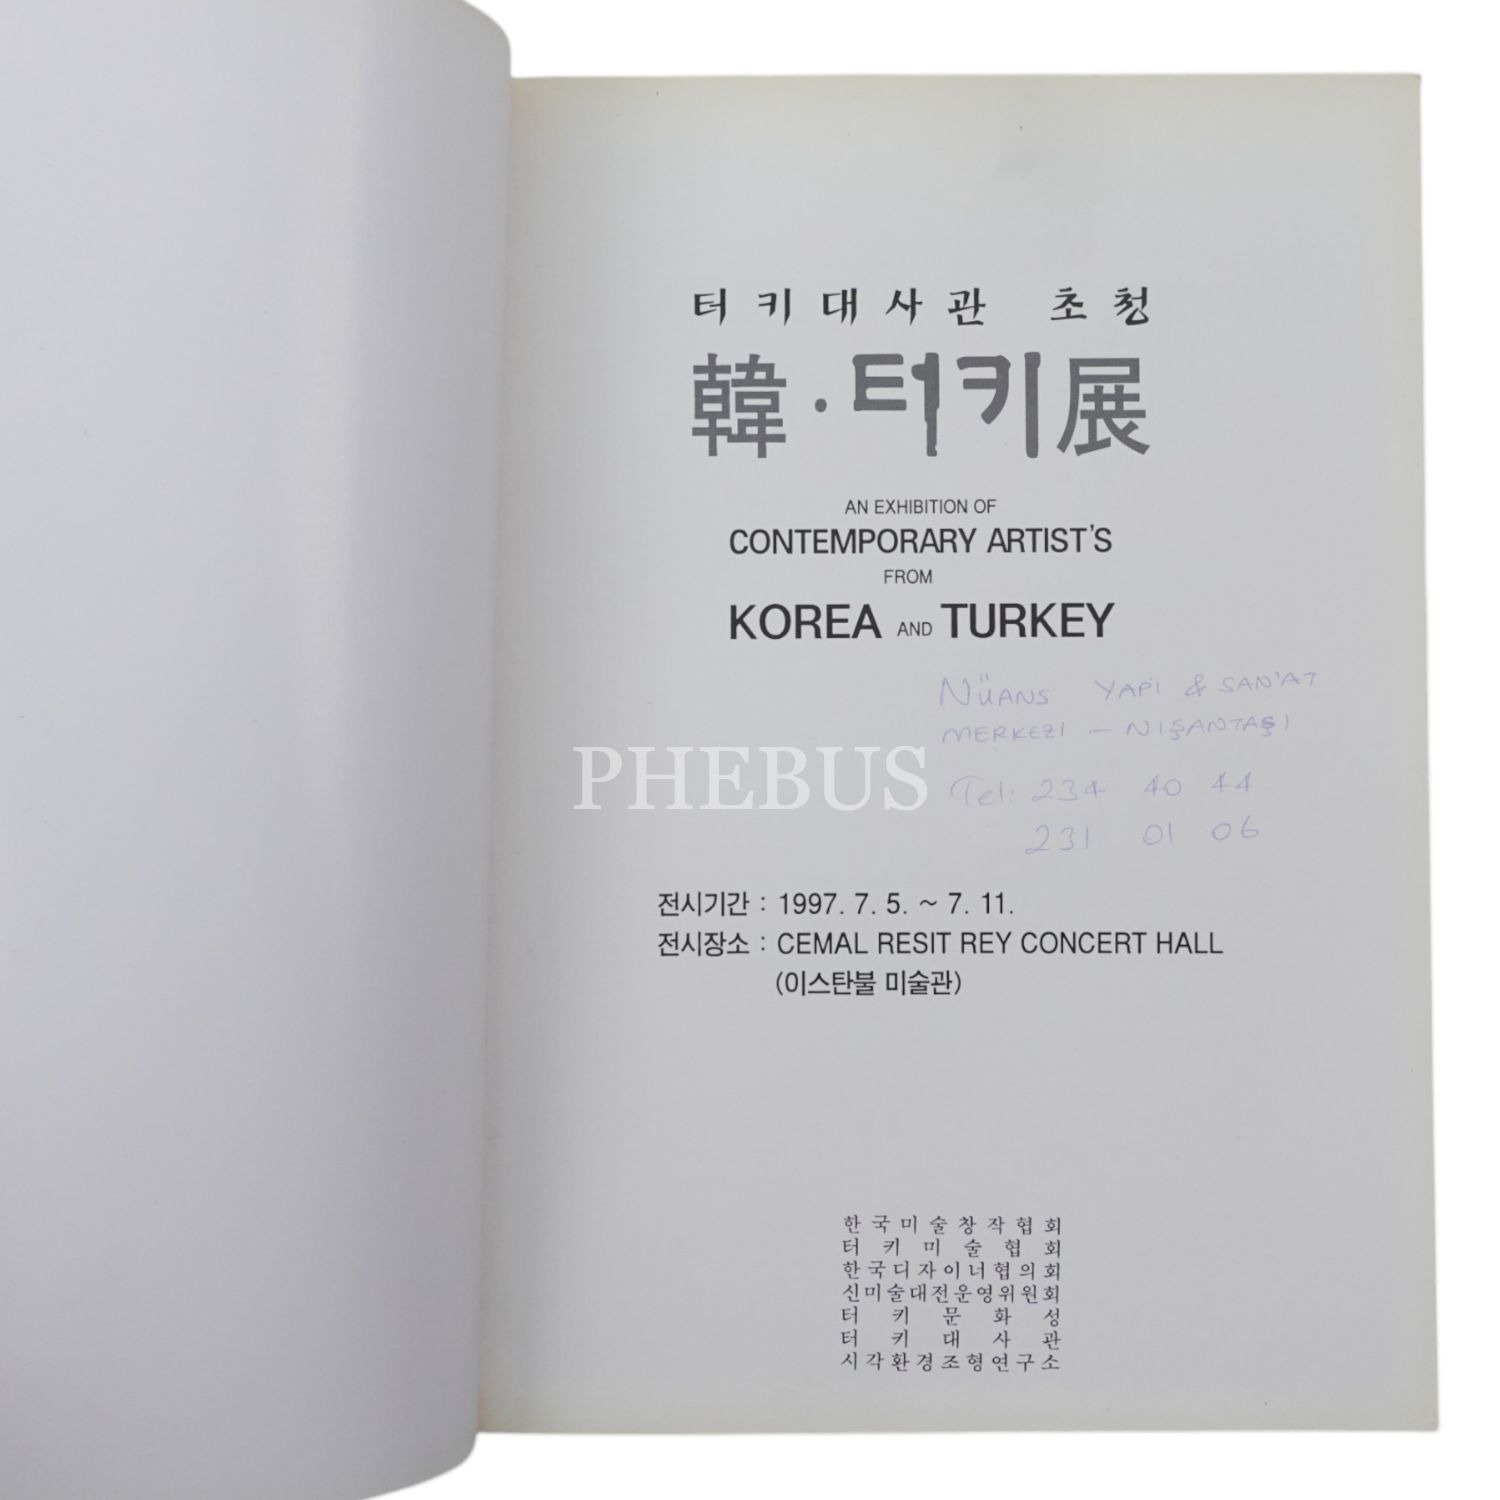 터키대사관 초청
韓·터키展
AN EXHIBITION OF
CONTEMPORARY ARTIST'S
FROM
KOREA AND TURKEY
NÜANS YAPI & SAN'AT
MERKEZI — NIŞANTAŞI
PHEBUS
Tel: 234 40 44
231 01 06
전시기간 : 1997. 7. 5. ~ 7. 11.
전시장소 : CEMAL RESIT REY CONCERT HALL
(이스탄불 미술관)
한국미술창작협회
터키미술협회
한국디자이너협의회
신미술대전운영위원회
터키문화성
터키대사관
시각환경조형연구소